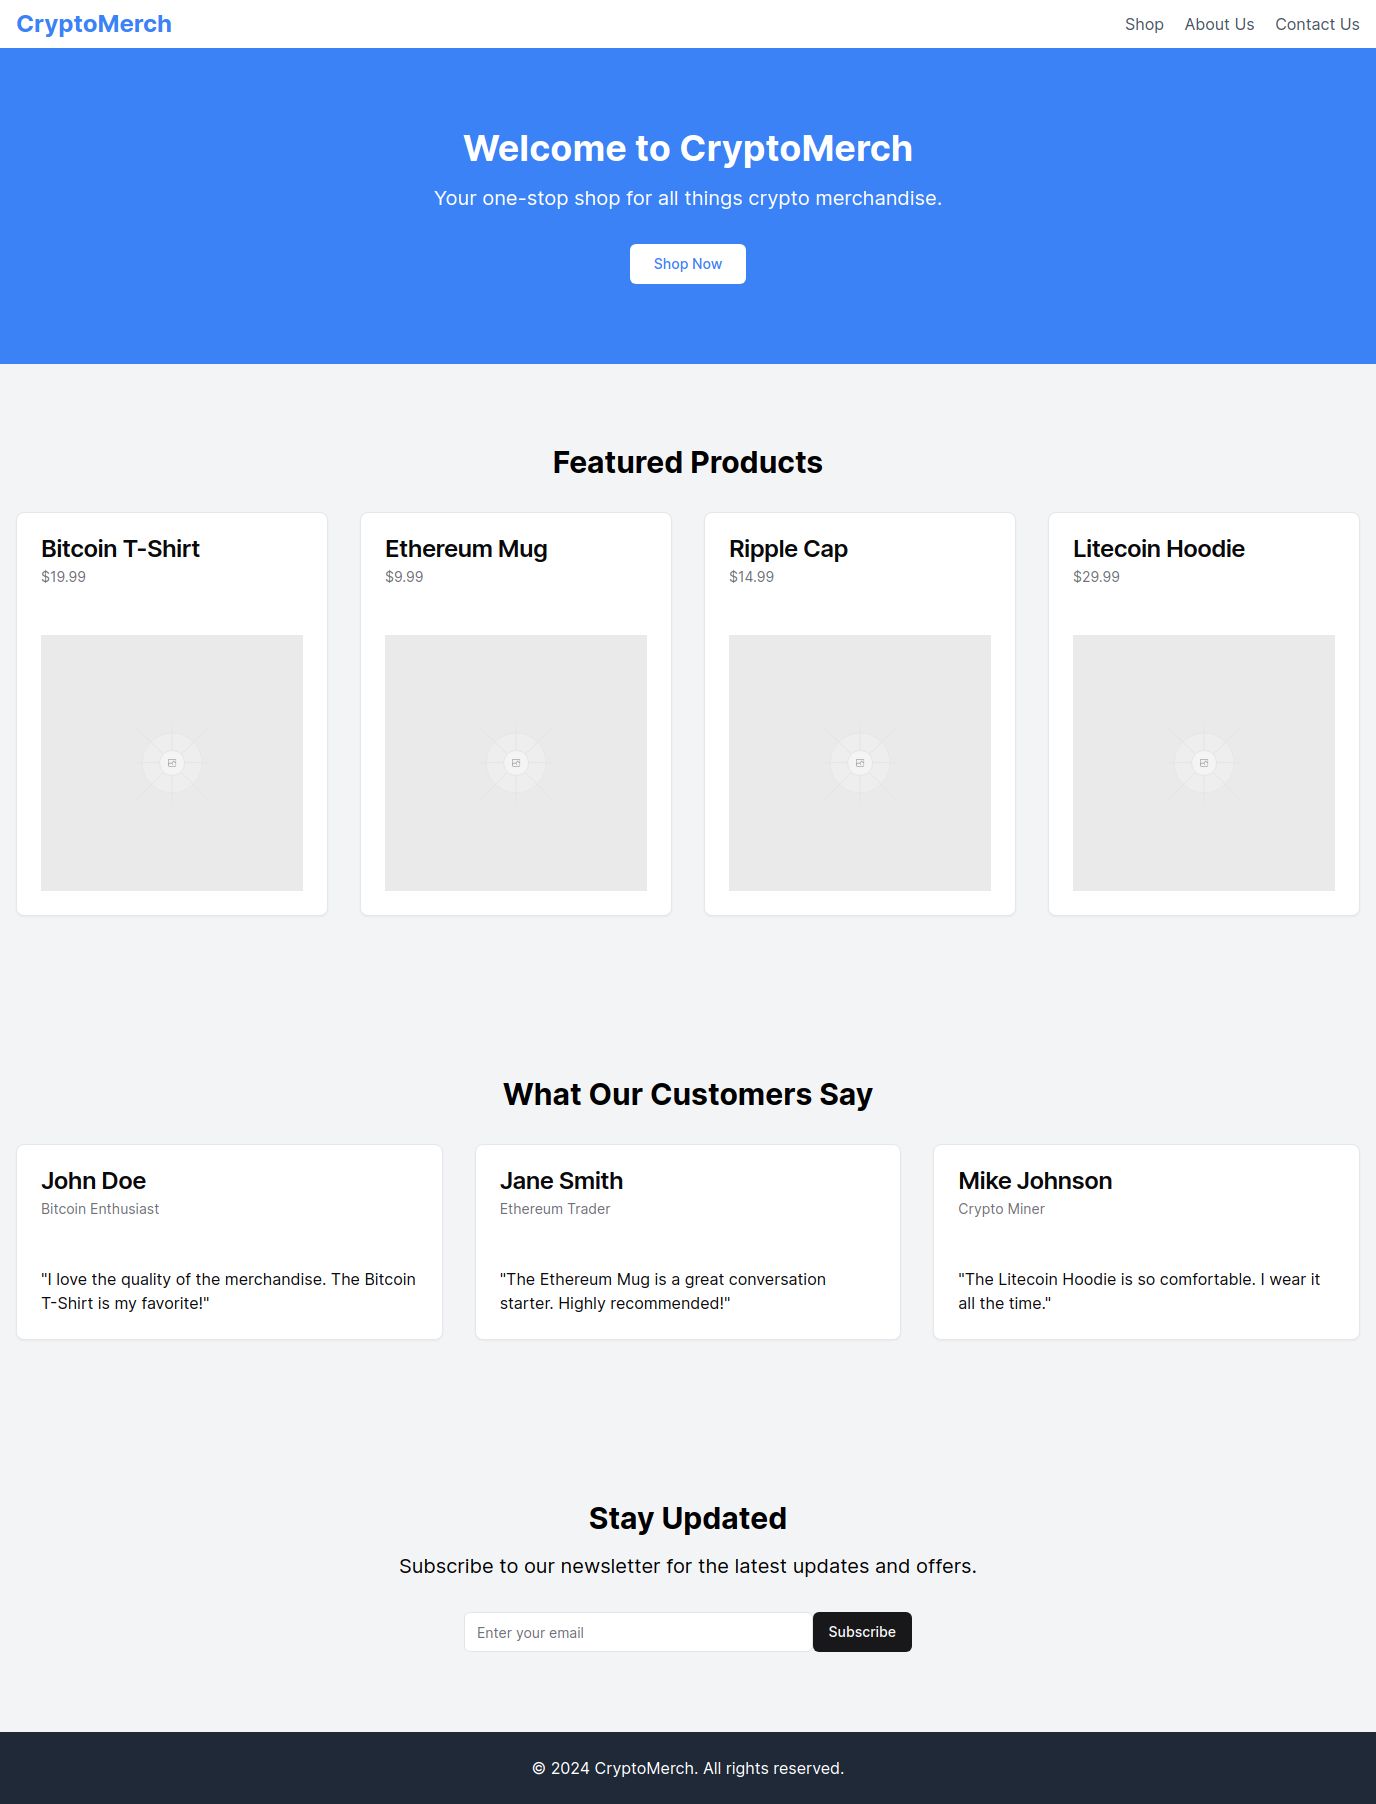 CryptoMerch
Shop
About Us
Contact Us
Welcome to CryptoMerch
Your one-stop shop for all things crypto merchandise.
Shop Now
Featured Products
Bitcoin T-Shirt
$19.99
Ethereum Mug
$9.99
Ripple Cap
$14.99
Litecoin Hoodie
$29.99
What Our Customers Say
John Doe
Bitcoin Enthusiast
"I love the quality of the merchandise. The Bitcoin
T-Shirt is my favorite!"
Jane Smith
Ethereum Trader
"The Ethereum Mug is a great conversation
starter. Highly recommended!"
Mike Johnson
Crypto Miner
"The Litecoin Hoodie is so comfortable. I wear it
all the time."
Stay Updated
Subscribe to our newsletter for the latest updates and offers.
Enter your email
Subscribe
© 2024 CryptoMerch. All rights reserved.